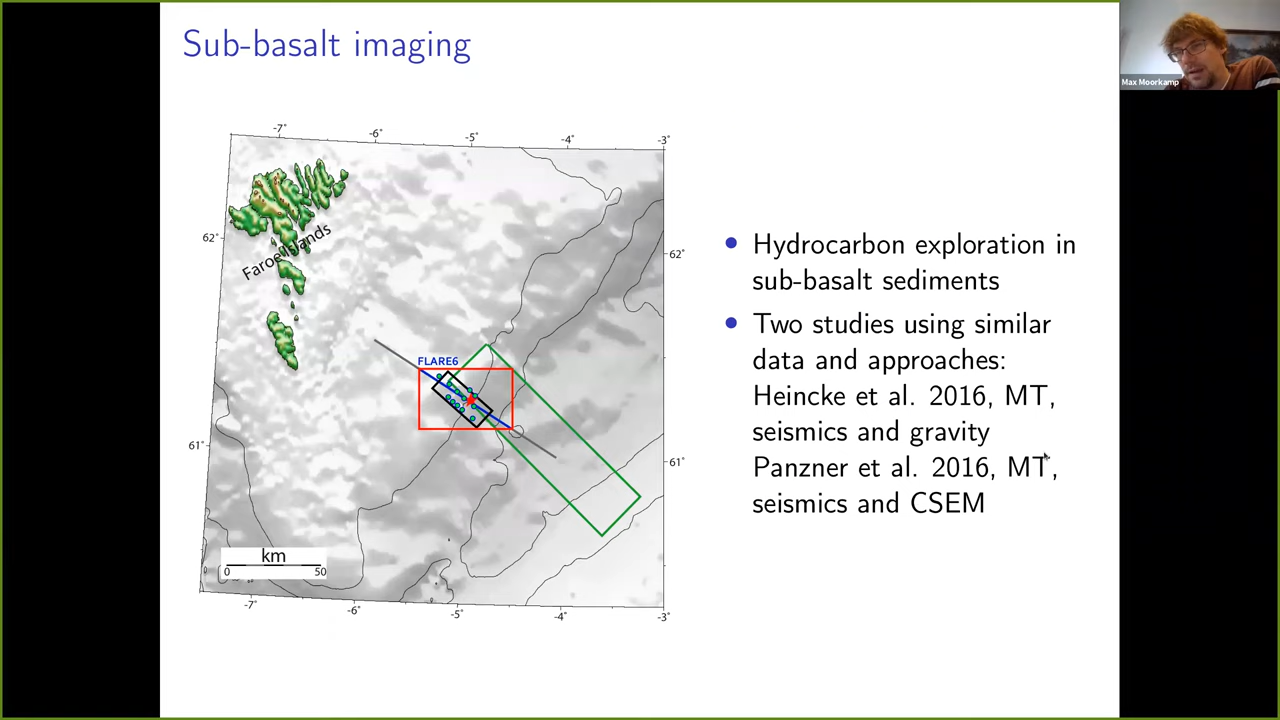 Sub-basalt imaging
Max Moorkamp
-7°
-6°
-5°
-4°
-3°
62°
Faroe Islands
62°
FLARE6
61°
61°
km
0 50
-7°
-6°
-5°
-4°
-3°
Hydrocarbon exploration in
sub-basalt sediments
Two studies using similar
data and approaches:
Heincke et al. 2016, MT,
seismics and gravity
Panzner et al. 2016, MT,
seismics and CSEM